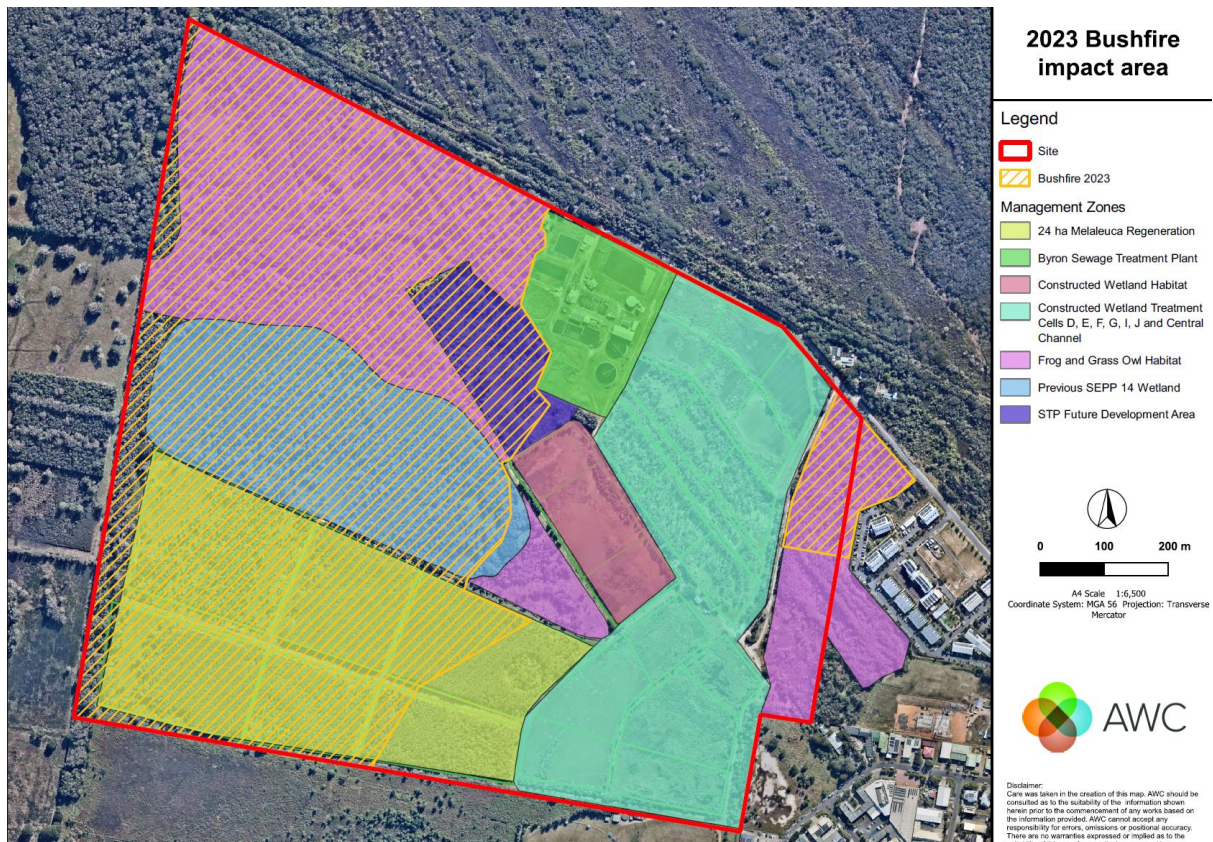 2023 Bushfire
impact area
Legend
Site
Bushfire 2023
Management Zones
24 ha Melaleuca Regeneration
Byron Sewage Treatment Plant
Constructed Wetland Habitat
Constructed Wetland Treatment
Cells D, E, F, G, I, J and Central
Channel
Frog and Grass Owl Habitat
Previous SEPP 14 Wetland
STP Future Development Area
0 100 200 m
A4 Scale 1:6,500
Coordinate System: MGA 56 Projection: Transverse
Mercator
AWC
Disclaimer:
Care was taken in the creation of this map. AWC should be
consulted as to the suitability of the information shown
herein prior to the commencement of any works based on
the information provided. AWC cannot accept any
responsibility for errors, omissions or positional accuracy.
There are no warranties expressed or implied as to the